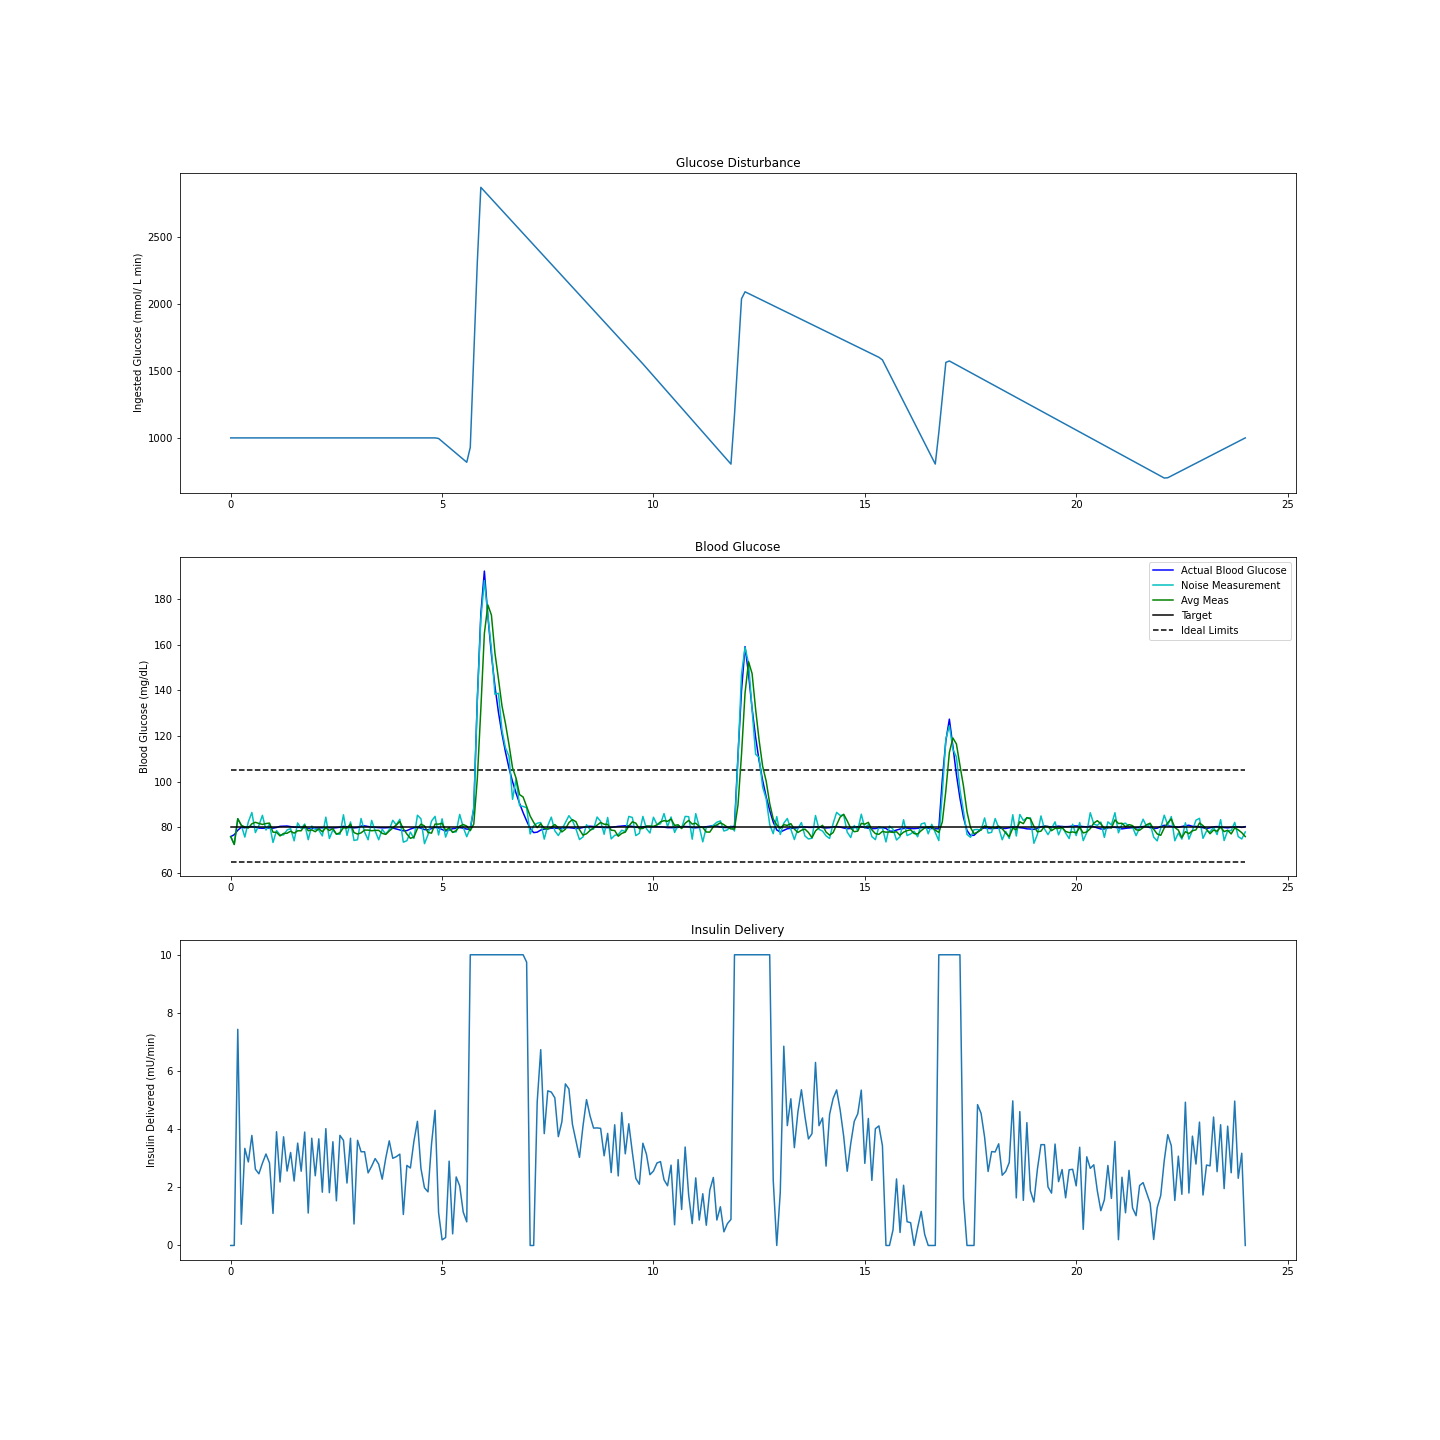 Glucose Disturbance
Ingested Glucose (mmol/ L min)
2500
2000
1500
1000
0 5 10 15 20 25
Blood Glucose
Blood Glucose (mg/dL)
180
160
140
120
100
80
60
Actual Blood Glucose
Noise Measurement
Avg Meas
Target
Ideal Limits
0 5 10 15 20 25
Insulin Delivery
Insulin Delivered (mU/min)
10
8
6
4
2
0
0 5 10 15 20 25